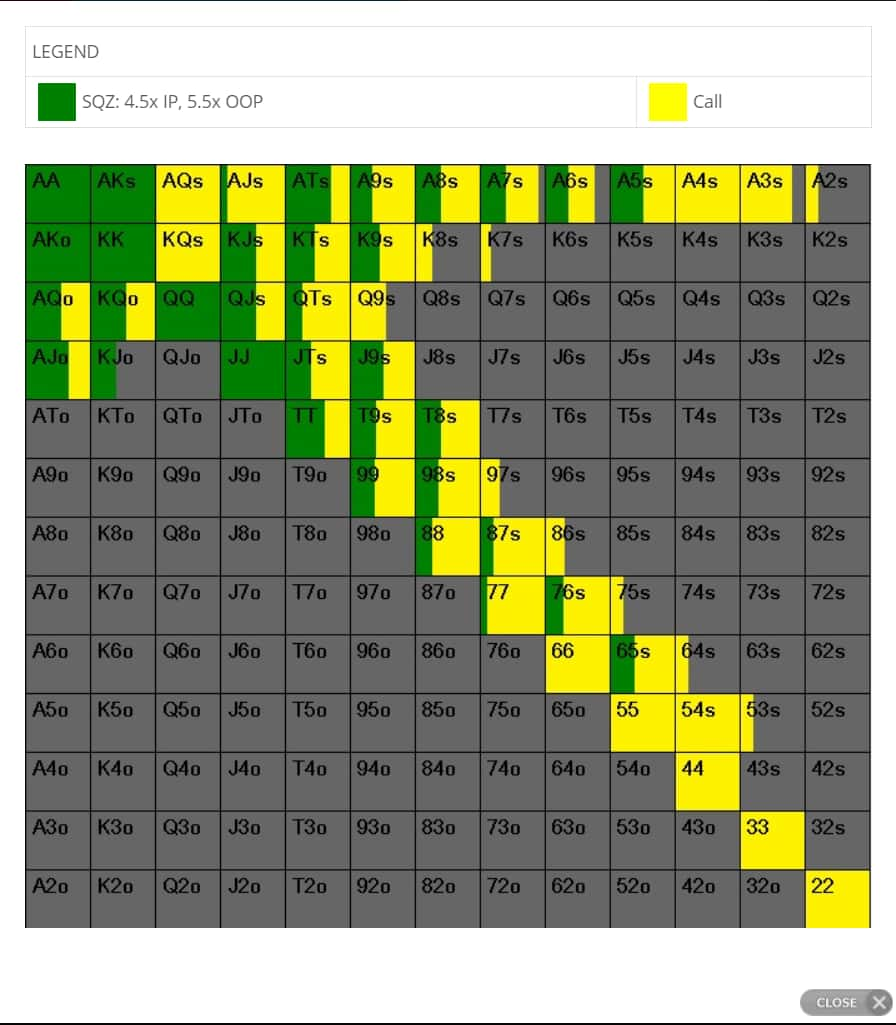 LEGEND
SQZ: 4.5x IP, 5.5x OOP Call
AA AKs AQs AJs ATs A9s A8s A7s A6s A5s A4s A3s A2s
AKo KK KQs KJs KTs K9s K8s K7s K6s K5s K4s K3s K2s
AQo KQo QQ QJs QTs Q9s Q8s Q7s Q6s Q5s Q4s Q3s Q2s
AJo KJo QJo JJ JTs J9s J8s J7s J6s J5s J4s J3s J2s
ATo KTo QTo JTo TT T9s T8s T7s T6s T5s T4s T3s T2s
A9o K9o Q9o J9o T9o 99 98s 97s 96s 95s 94s 93s 92s
A8o K8o Q8o J8o T8o 98o 88 87s 86s 85s 84s 83s 82s
A7o K7o Q7o J7o T7o 97o 87o 77 76s 75s 74s 73s 72s
A6o K6o Q6o J6o T6o 96o 86o 76o 66 65s 64s 63s 62s
A5o K5o Q5o J5o T5o 95o 85o 75o 65o 55 54s 53s 52s
A4o K4o Q4o J4o T4o 94o 84o 74o 64o 54o 44 43s 42s
A3o K3o Q3o J3o T3o 93o 83o 73o 63o 53o 43o 33 32s
A2o K2o Q2o J2o T2o 92o 82o 72o 62o 52o 42o 32o 22
CLOSE